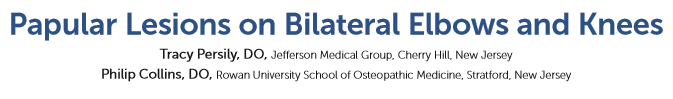 Papular Lesions on Bilateral Elbows and Knees
Tracy Persily, DO, Jefferson Medical Group, Cherry Hill, New Jersey
Philip Collins, DO, Rowan University School of Osteopathic Medicine, Stratford, New Jersey